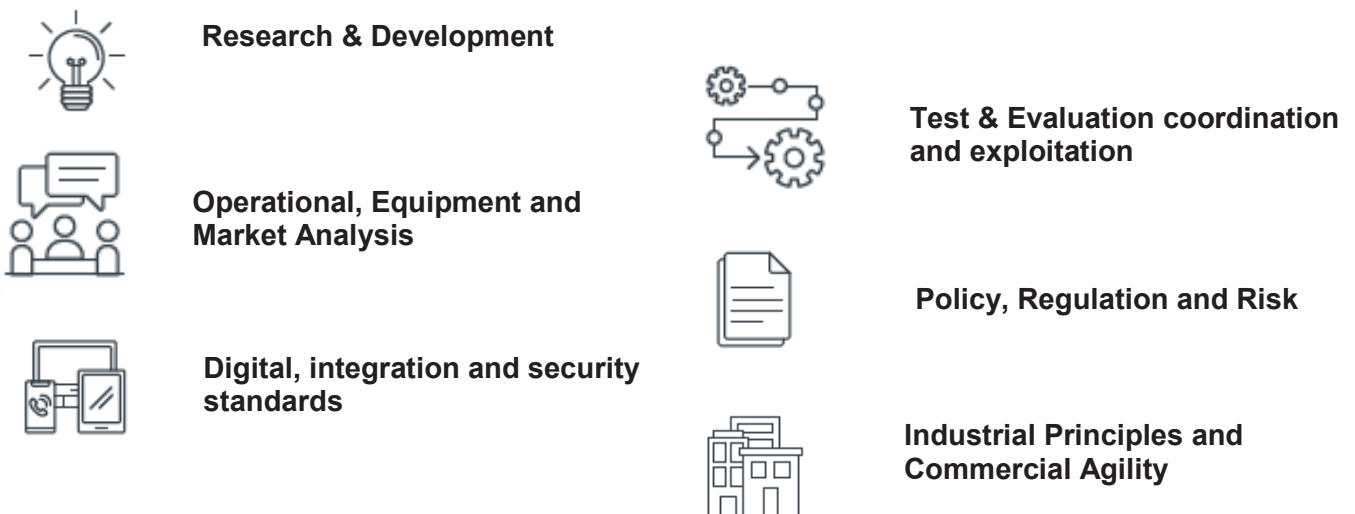 Research & Development
Operational, Equipment and
Market Analysis
Digital, integration and security
standards
Test & Evaluation coordination
and exploitation
Policy, Regulation and Risk
Industrial Principles and
Commercial Agility